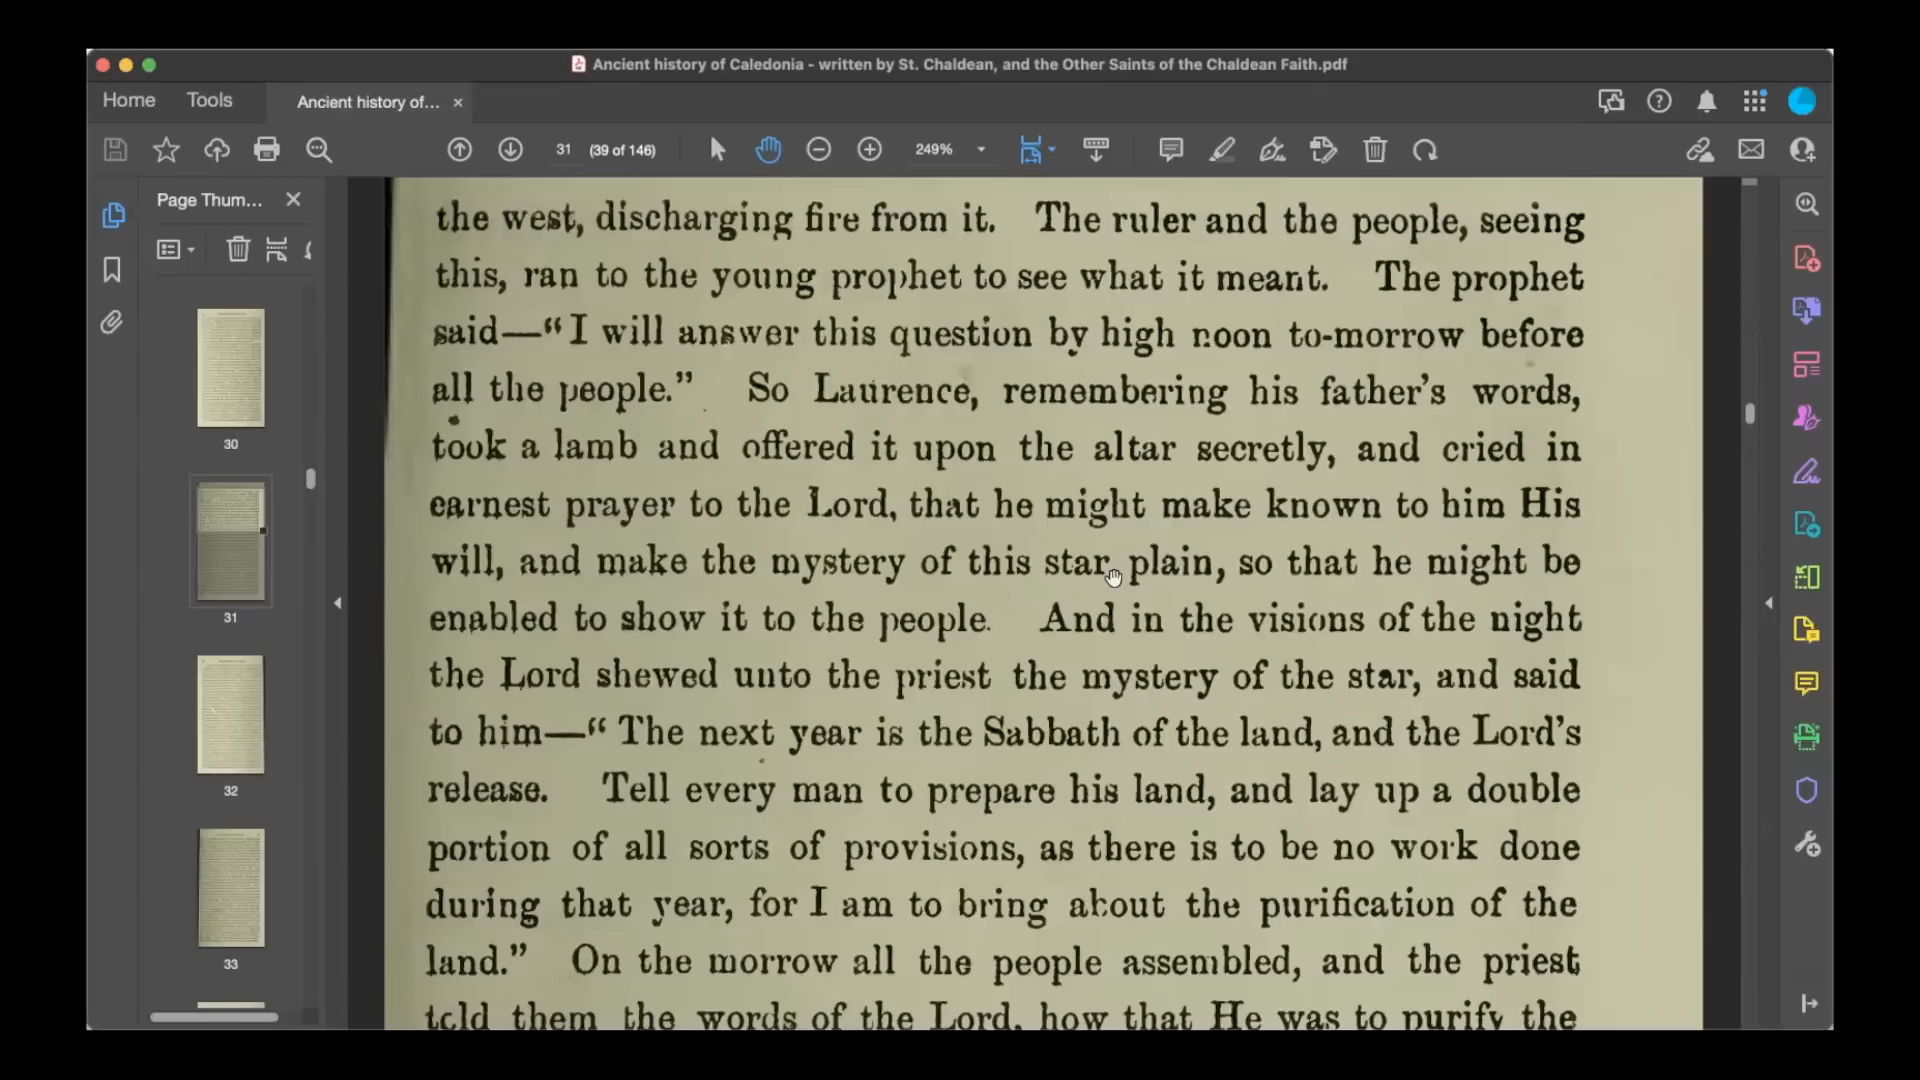 Ancient history of Caledonia - written by St. Chaldean, and the Other Saints of the Chaldean Faith.pdf
Home
Tools
Ancient history of...
31
(39 of 146)
249%
Page Thum...
30
31
32
33
the west, discharging fire from it. The ruler and the people, seeing
this, ran to the young prophet to see what it meant. The prophet
said—“I will answer this question by high noon to-morrow before
all the people.” So Laurence, remembering his father’s words,
took a lamb and offered it upon the altar secretly, and cried in
earnest prayer to the Lord, that he might make known to him His
will, and make the mystery of this star plain, so that he might be
enabled to show it to the people. And in the visions of the night
the Lord shewed unto the priest the mystery of the star, and said
to him—“The next year is the Sabbath of the land, and the Lord’s
release. Tell every man to prepare his land, and lay up a double
portion of all sorts of provisions, as there is to be no work done
during that year, for I am to bring about the purification of the
land.” On the morrow all the people assembled, and the priest
told them the words of the Lord, how that He was to purify the